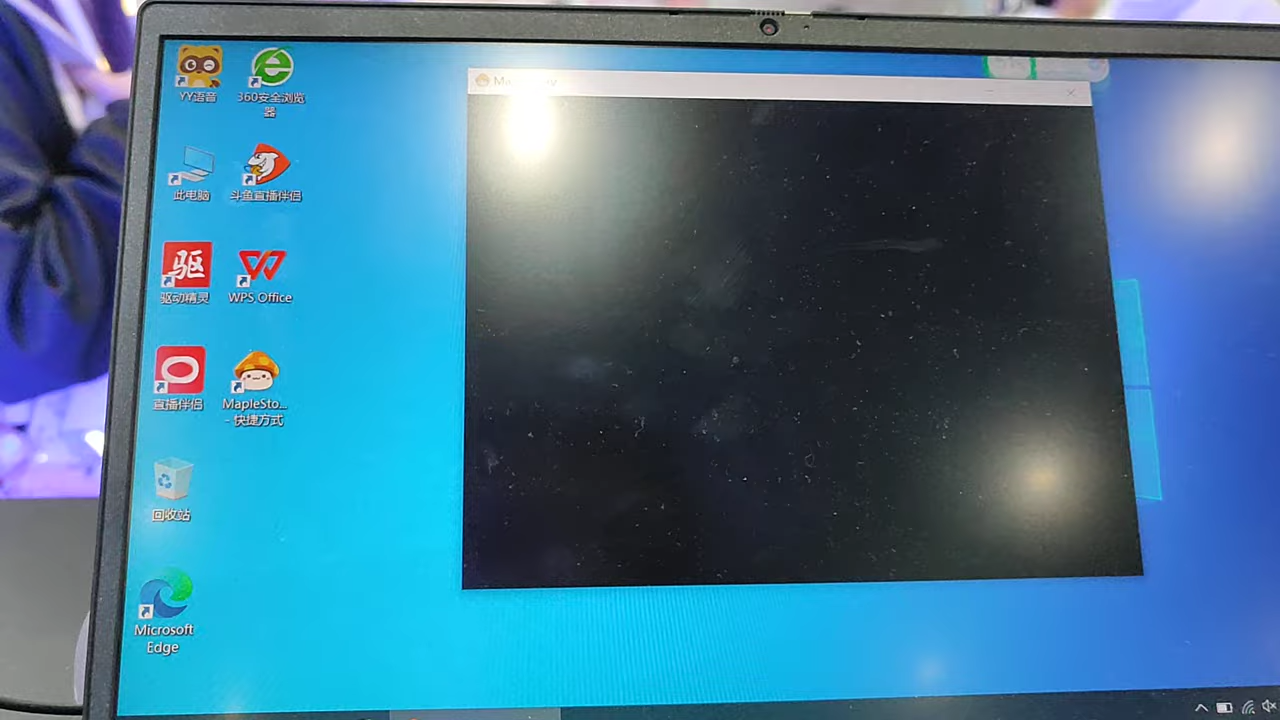 YY语音
360安全浏览
器
此电脑
斗鱼直播伴侣
驱
驱动精灵
WPS Office
直播伴侣
MapleSto...
- 快捷方式
回收站
Microsoft
Edge